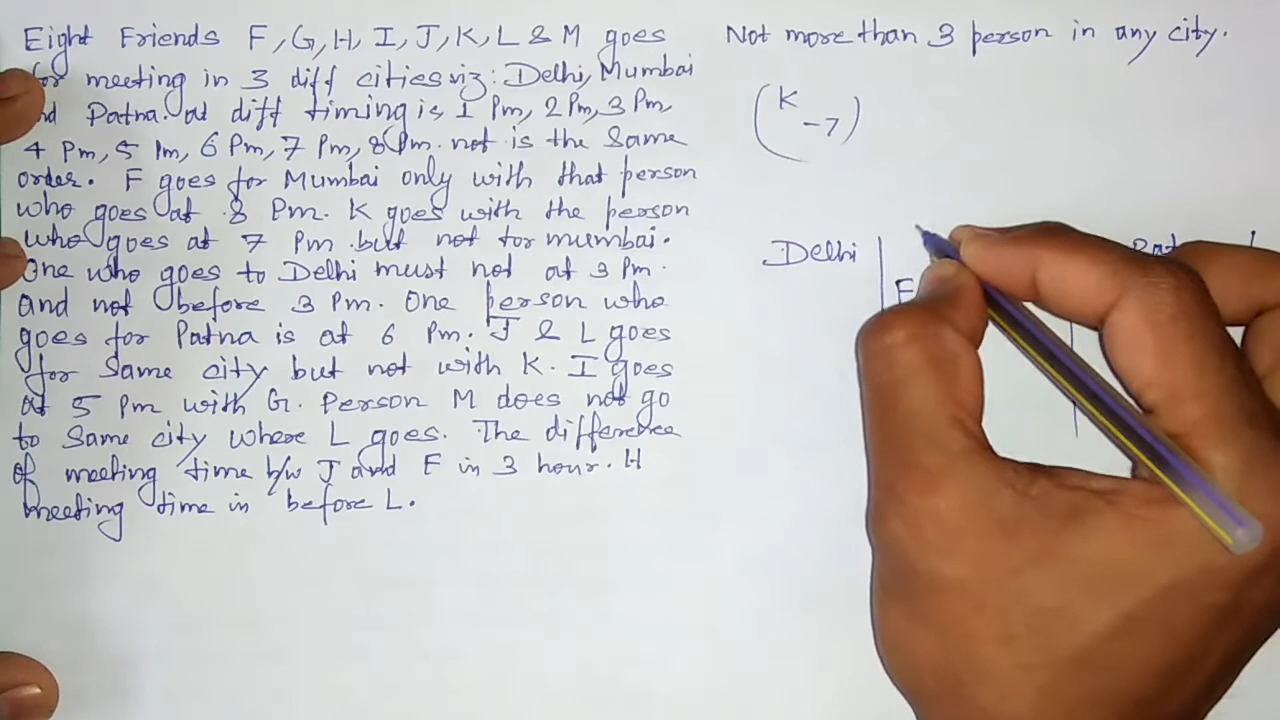 Eight Friends F, G, H, I, J, K, L & M goes
for meeting in 3 diff cities viz: Delhi, Mumbai
nd Patna. at diff timing is, 1 Pm, 2 Pm, 3 Pm,
4 Pm, 5 Pm, 6 Pm, 7 Pm, 8 Pm. not is the same
order. F goes for Mumbai only with that person
who goes at 8 Pm. K goes with the person
who goes at 7 Pm but not for mumbai.
One who goes to Delhi must not at 3 Pm.
and not before 3 Pm. One person who
goes for Patna is at 6 Pm. J & L goes
for same city but not with K. I goes
at 5 pm with G. Person M does not go
to same city where L goes. The difference
of meeting time b/w J and F in 3 hour. H
meeting time in before L.
Not more than 3 person in any city.
(K -7)
Delhi
F